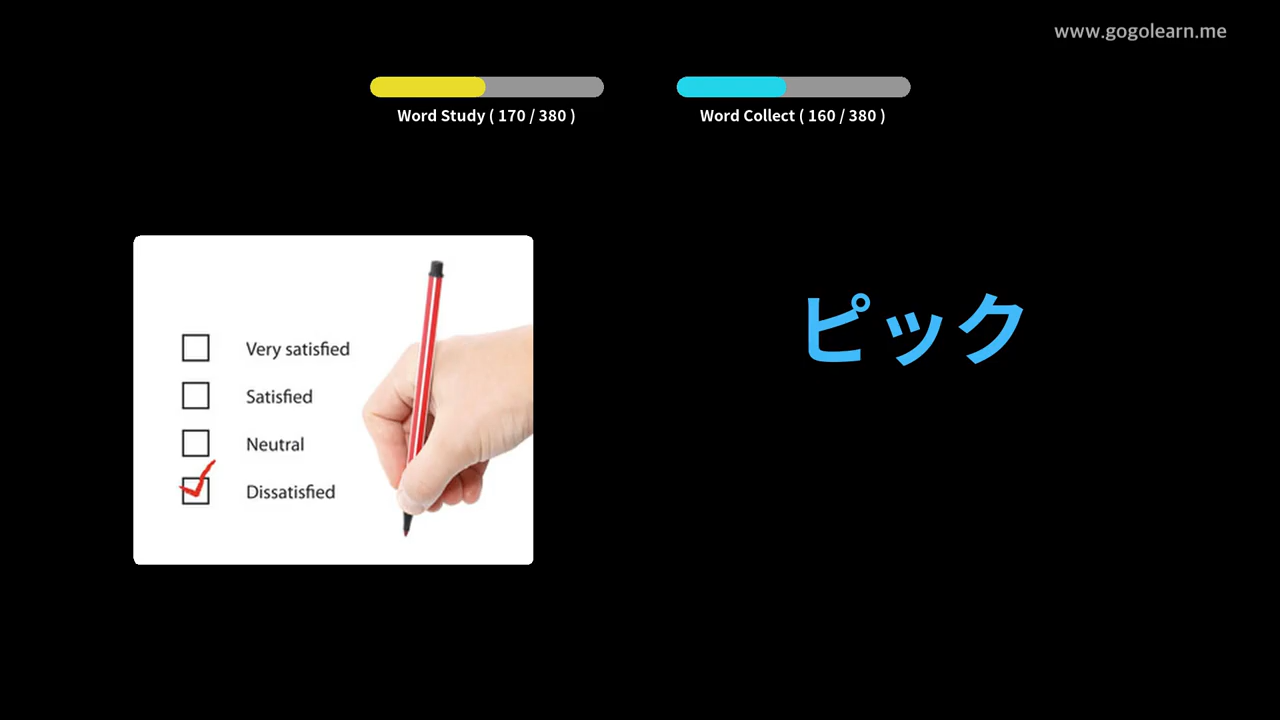 www.gogolearn.me
Word Study ( 170 / 380 )
Word Collect ( 160 / 380 )
Very satisfied
Satisfied
Neutral
Dissatisfied
ピック